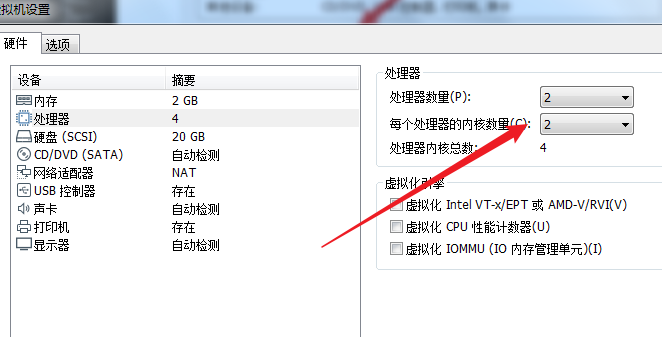 拟机设置
硬件 选项
设备 摘要
内存 2 GB
处理器 4
硬盘 (SCSI) 20 GB
CD/DVD (SATA) 自动检测
网络适配器 NAT
USB 控制器 存在
声卡 自动检测
打印机 存在
显示器 自动检测
处理器
处理器数量(P): 2
每个处理器的内核数量(C): 2
处理器内核总数: 4
虚拟化引擎
虚拟化 Intel VT-x/EPT 或 AMD-V/RVI(V)
虚拟化 CPU 性能计数器(U)
虚拟化 IOMMU (IO 内存管理单元)(I)